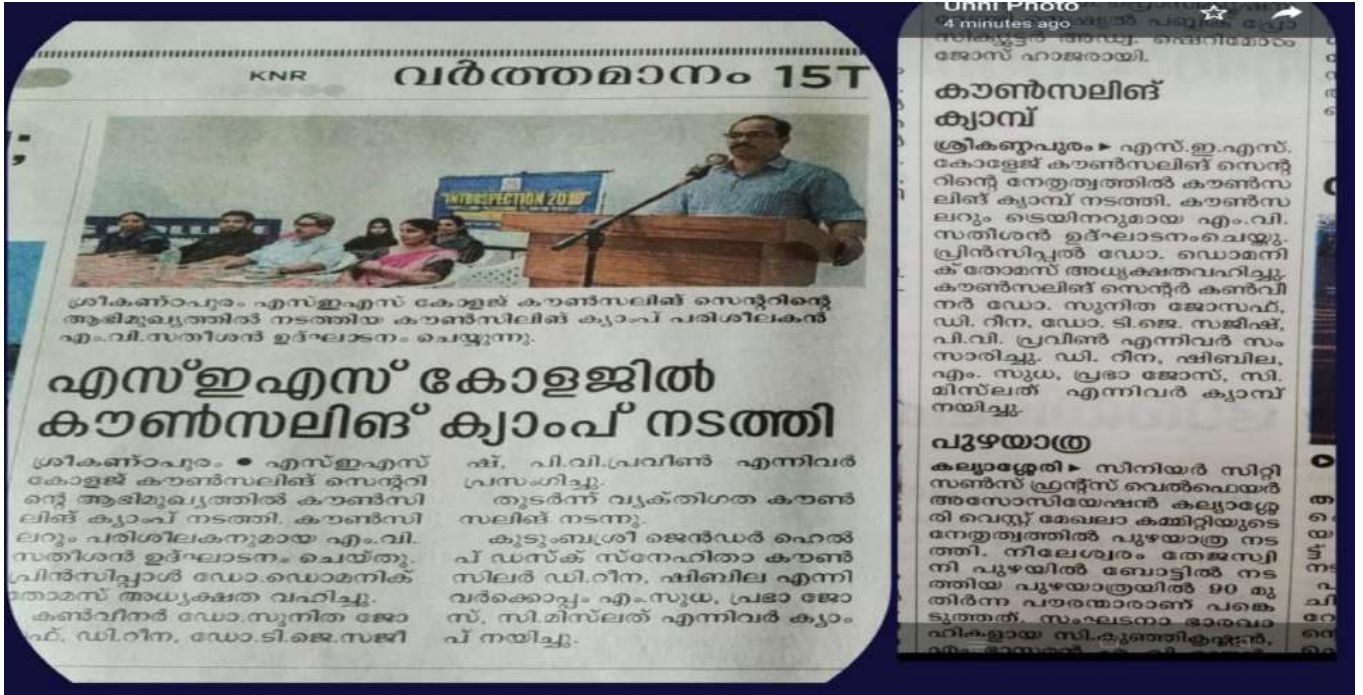 KNR
വർത്തമാനം 15T
INTROSPECTION 20
ശ്രീകണ്ഠാപുരം എസ്ഇഎസ് കോളജ് കൗൺസലിങ് സെന്ററിന്റെ
ആഭിമുഖ്യത്തിൽ നടത്തിയ കൗൺസിലിങ് ക്യാംപ് പരിശീലകൻ
എം.വി.സതീശൻ ഉദ്ഘാടനം ചെയ്യുന്നു.
എസ്ഇഎസ് കോളജിൽ
കൗൺസലിങ് ക്യാംപ് നടത്തി
ശ്രീകണ്ഠാപുരം ● എസ്ഇഎസ്
കോളജ് കൗൺസലിങ് സെന്ററി
ന്റെ ആഭിമുഖ്യത്തിൽ കൗൺസി
ലിങ് ക്യാംപ് നടത്തി. കൗൺസി
ലറും പരിശീലകനുമായ എം.വി.
സതീശൻ ഉദ്ഘാടനം ചെയ്തു.
പ്രിൻസിപ്പാൾ ഡോ.ഡൊമനിക്
തോമസ് അധ്യക്ഷത വഹിച്ചു.
കൺവീനർ ഡോ.സുനിത ജോ
ഫ്, ഡി.റീന, ഡോ.ടി.ജെ.സജീ
ഷ്, പി.വി.പ്രവീൺ എന്നിവർ
പ്രസംഗിച്ചു.
തുടർന്ന് വ്യക്തിഗത കൗൺ
സലിങ് നടന്നു.
കുടുംബശ്രീ ജെൻഡർ ഹെൽ
പ് ഡസ്ക് സ്നേഹിതാ കൗൺ
സിലർ ഡി.റീന, ഷിബില എന്നി
വർക്കൊപ്പം എം.സുധ, പ്രഭാ ജോ
സ്, സി.മിസ്‌ലത് എന്നിവർ ക്യാം
പ് നയിച്ചു.
Unni Photo
4 minutes ago
ജോസ് ഹാജരായി.
കൗൺസലിങ്
ക്യാമ്പ്
ശ്രീകണ്ഠപുരം ▸ എസ്.ഇ.എസ്.
കോളേജ് കൗൺസലിങ് സെന്റ
റിന്റെ നേതൃത്വത്തിൽ കൗൺസ
ലിങ് ക്യാമ്പ് നടത്തി. കൗൺസ
ലറും ട്രെയിനറുമായ എം.വി.
സതീശൻ ഉദ്ഘാടനംചെയ്തു.
പ്രിൻസിപ്പൽ ഡോ. ഡൊമനി
ക് തോമസ് അധ്യക്ഷതവഹിച്ചു.
കൗൺസലിങ് സെന്റർ കൺവീ
നർ ഡോ. സുനിത ജോസഫ്,
ഡി. റീന, ഡോ. ടി.ജെ. സജീഷ്,
പി.വി. പ്രവീൺ എന്നിവർ സം
സാരിച്ചു. ഡി. റീന, ഷിബില,
എം. സുധ, പ്രഭാ ജോസ്, സി.
മിസ്‌ലത് എന്നിവർ ക്യാമ്പ്
നയിച്ചു.
പുഴയാത്ര
കല്യാശ്ശേരി ▸ സീനിയർ സിറ്റി
സൺസ് ഫ്രന്റ്സ് വെൽഫെയർ
അസോസിയേഷൻ കല്യാശ്ശേ
രി വെസ്റ്റ് മേഖലാ കമ്മിറ്റിയുടെ
നേതൃത്വത്തിൽ പുഴയാത്ര നട
ത്തി. നിലേശ്വരം തേജസ്വി
നി പുഴയിൽ ബോട്ടിൽ നട
ത്തിയ പുഴയാത്രയിൽ 90 മു
തിർന്ന പൗരന്മാരാണ് പങ്കെ
ടുത്തത്. സംഘടനാ ഭാരവാ
ഹികളായ സി.കുഞ്ഞികൃഷ്ണൻ,